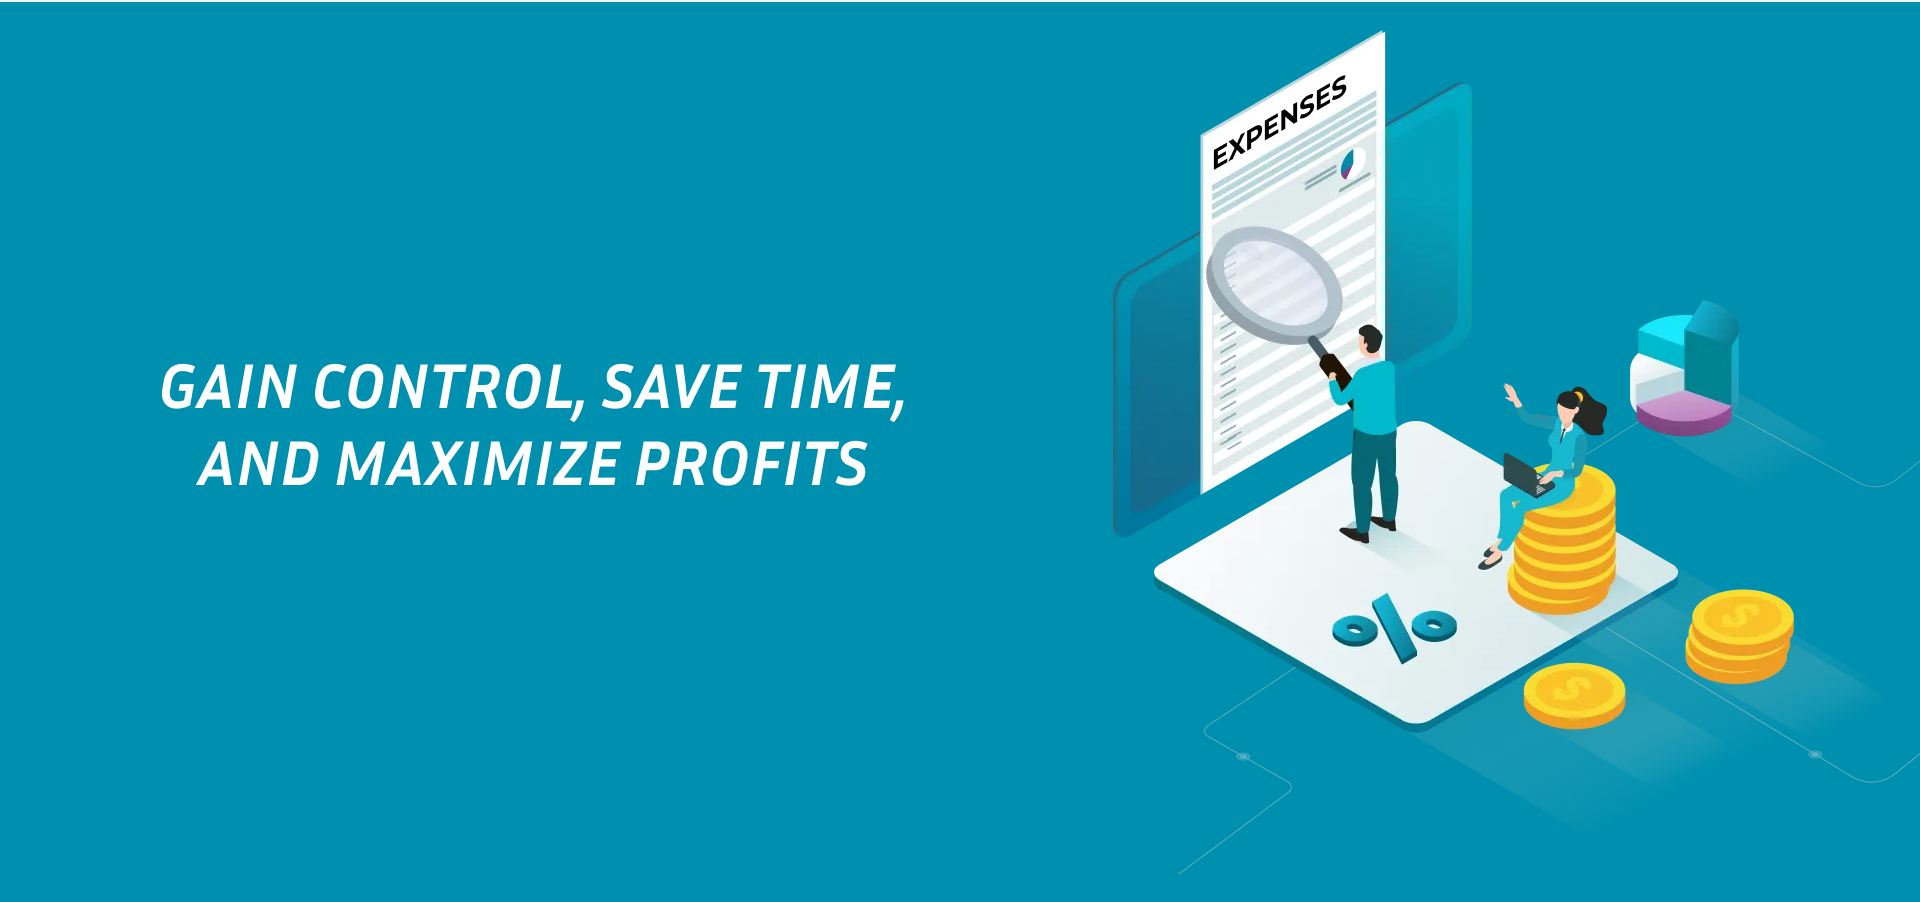 GAIN CONTROL, SAVE TIME,
AND MAXIMIZE PROFITS
EXPENSES
%
$
$